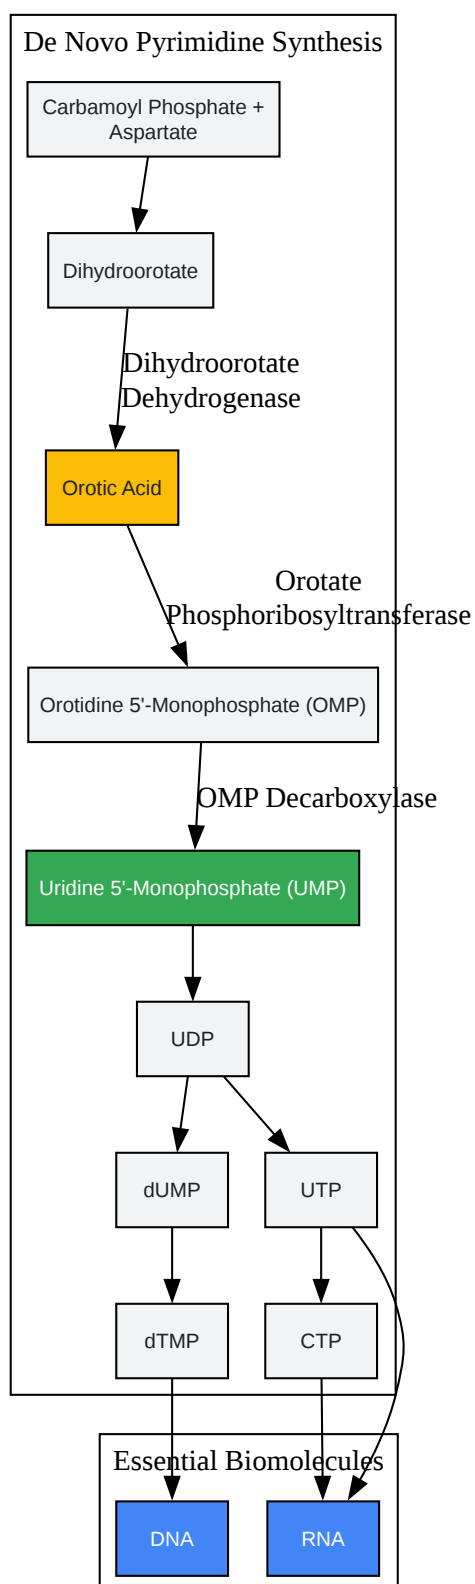 De Novo Pyrimidine Synthesis
Carbamoyl Phosphate +
Aspartate
Dihydroorotate
Dihydroorotate
Dehydrogenase
Orotic Acid
Orotate
Phosphoribosyltransferase
Orotidine 5'-Monophosphate (OMP)
OMP Decarboxylase
Uridine 5'-Monophosphate (UMP)
UDP
dUMP
UTP
dTMP
CTP
Essential Biomolecules
DNA
RNA